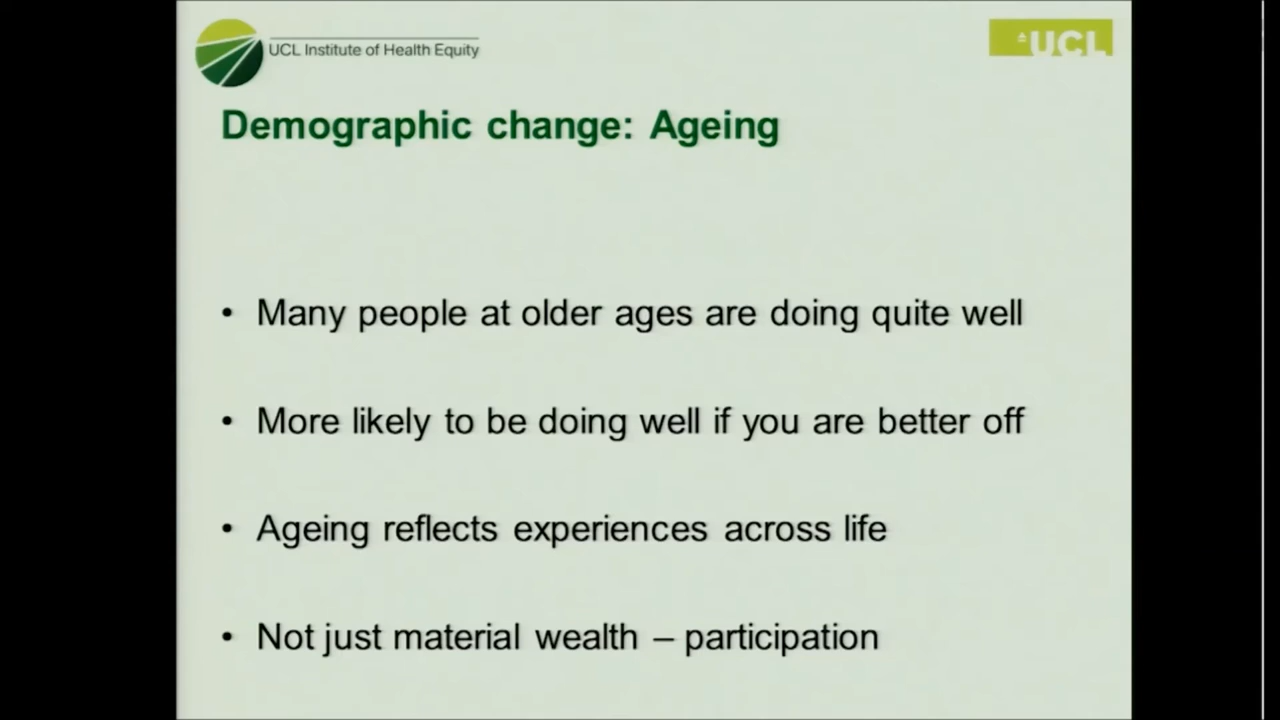 UCL Institute of Health Equity
UCL
Demographic change: Ageing
• Many people at older ages are doing quite well
• More likely to be doing well if you are better off
• Ageing reflects experiences across life
• Not just material wealth – participation